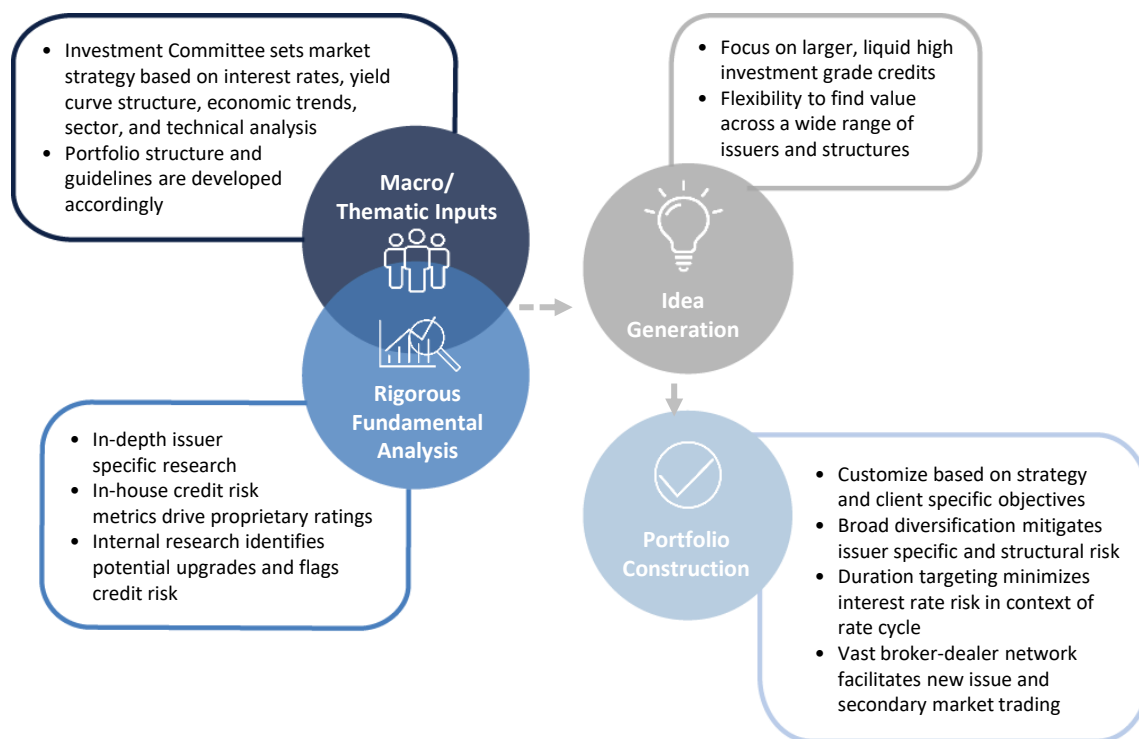 • Investment Committee sets market
strategy based on interest rates, yield
curve structure, economic trends,
sector, and technical analysis
• Portfolio structure and
guidelines are developed
accordingly
Macro/
Thematic Inputs
• Focus on larger, liquid high
investment grade credits
• Flexibility to find value
across a wide range of
issuers and structures
Idea
Generation
Rigorous
Fundamental
Analysis
• In-depth issuer
specific research
• In-house credit risk
metrics drive proprietary ratings
• Internal research identifies
potential upgrades and flags
credit risk
Portfolio
Construction
• Customize based on strategy
and client specific objectives
• Broad diversification mitigates
issuer specific and structural risk
• Duration targeting minimizes
interest rate risk in context of
rate cycle
• Vast broker-dealer network
facilitates new issue and
secondary market trading